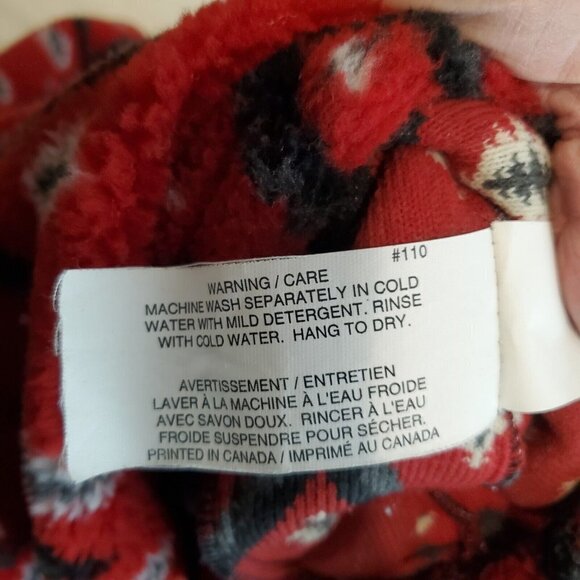 #110
WARNING / CARE
MACHINE WASH SEPARATELY IN COLD
WATER WITH MILD DETERGENT. RINSE
WITH COLD WATER. HANG TO DRY.
AVERTISSEMENT / ENTRETIEN
LAVER À LA MACHINE À L'EAU FROIDE
AVEC SAVON DOUX. RINCER À L'EAU
FROIDE SUSPENDRE POUR SÉCHER.
PRINTED IN CANADA / IMPRIMÉ AU CANADA